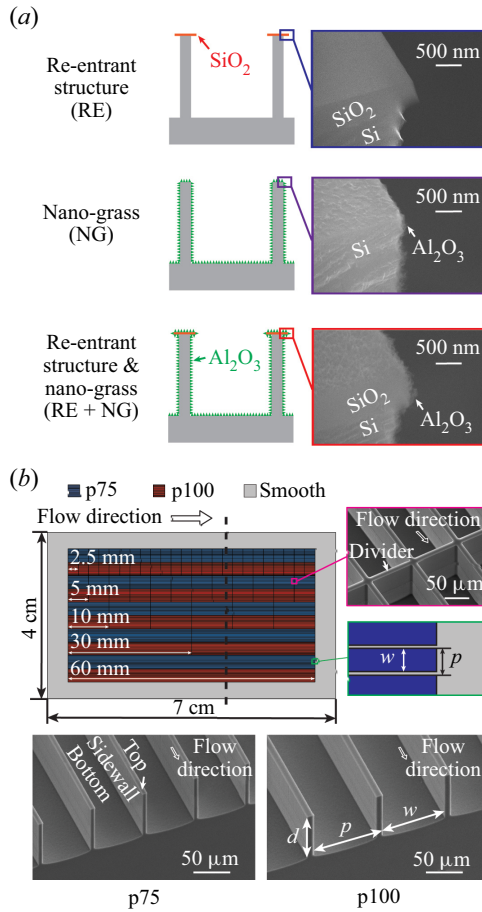 (a)
Re-entrant
structure
(RE)
SiO2
500 nm
SiO2
Si
Nano-grass
(NG)
500 nm
Si
Al2O3
Re-entrant
structure &
nano-grass
(RE + NG)
Al2O3
500 nm
SiO2
Si
Al2O3
(b)
p75
p100
Smooth
Flow direction
2.5 mm
5 mm
10 mm
30 mm
60 mm
4 cm
7 cm
Flow
direction
Divider
50 μm
w
p
Top
Sidewall
Bottom
Flow
direction
50 μm
p75
Flow
direction
d
p
w
50 μm
p100